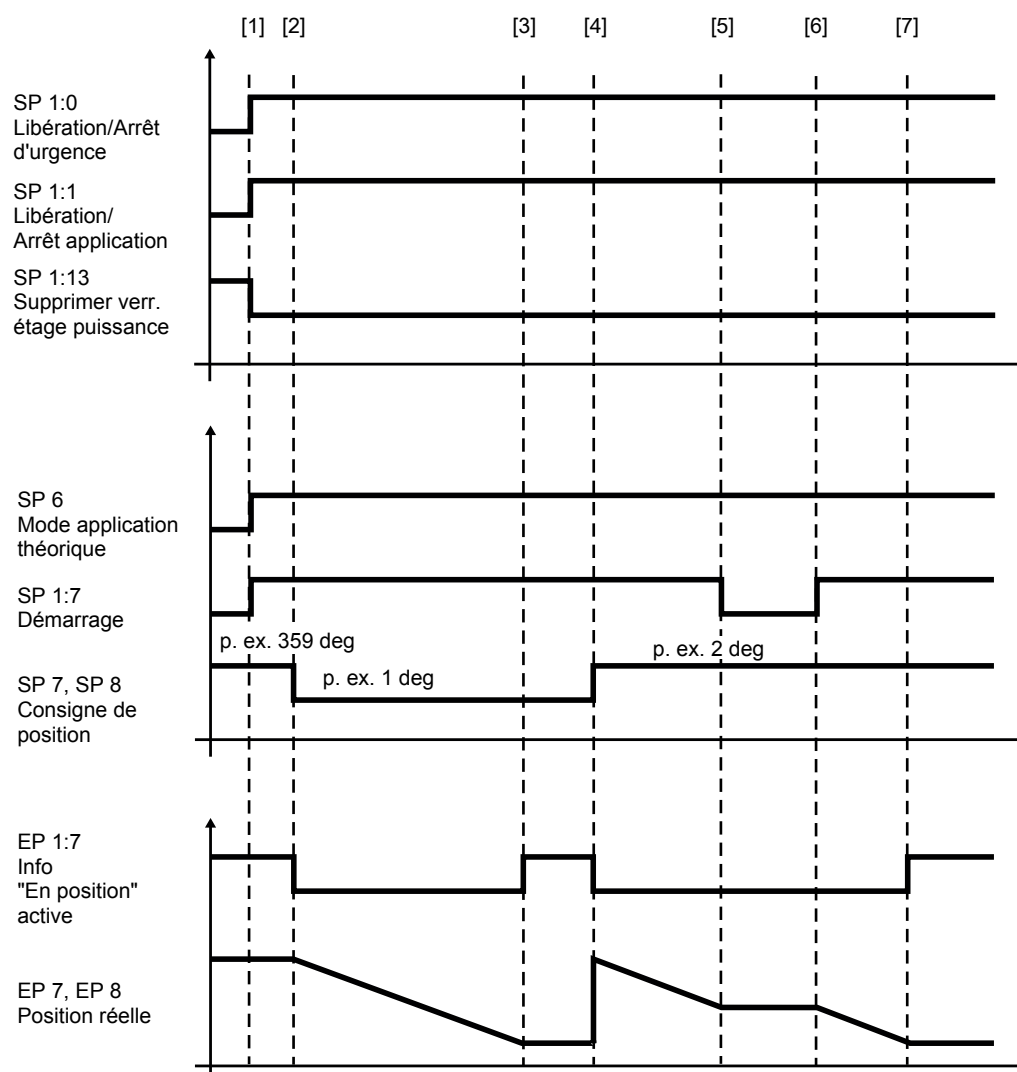 [1] [2] [3] [4] [5] [6] [7]
SP 1:0
Libération/Arrêt
d'urgence
SP 1:1
Libération/
Arrêt application
SP 1:13
Supprimer verr.
étage puissance
SP 6
Mode application
théorique
SP 1:7
Démarrage
p. ex. 359 deg
p. ex. 2 deg
p. ex. 1 deg
SP 7, SP 8
Consigne de
position
EP 1:7
Info
"En position"
active
EP 7, EP 8
Position réelle